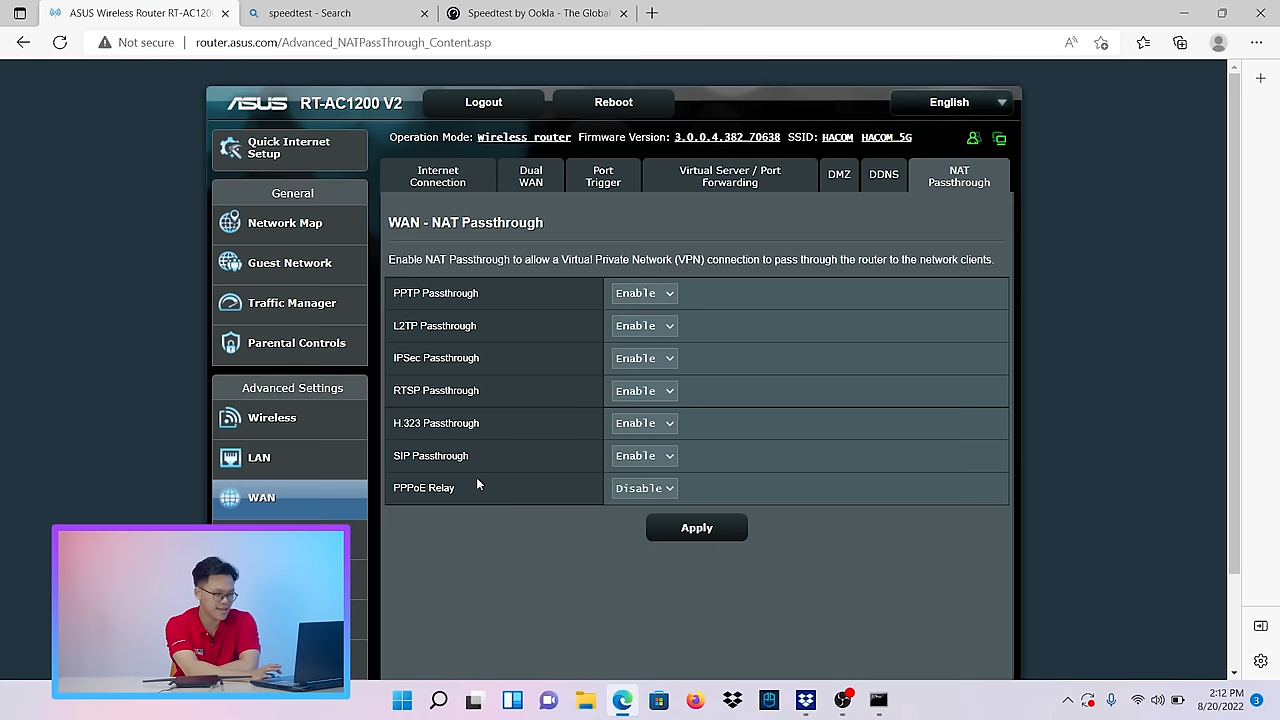 ASUS Wireless Router RT-AC120
speedtest - Search
Speedtest by Ookla - The Global
Not secure
router.asus.com/Advanced_NATPassThrough_Content.asp
ASUS RT-AC1200 V2
Logout
Reboot
English
Quick Internet
Setup
Operation Mode: Wireless router Firmware Version: 3.0.0.4.382_70638 SSID: HACOM HACOM_5G
General
Network Map
Guest Network
Traffic Manager
Parental Controls
Advanced Settings
Wireless
LAN
WAN
Internet
Connection
Dual
WAN
Port
Trigger
Virtual Server / Port
Forwarding
DMZ
DDNS
NAT
Passthrough
WAN - NAT Passthrough
Enable NAT Passthrough to allow a Virtual Private Network (VPN) connection to pass through the router to the network clients.
PPTP Passthrough Enable
L2TP Passthrough Enable
IPSec Passthrough Enable
RTSP Passthrough Enable
H.323 Passthrough Enable
SIP Passthrough Enable
PPPoE Relay Disable
Apply
2:12 PM
8/20/2022
3